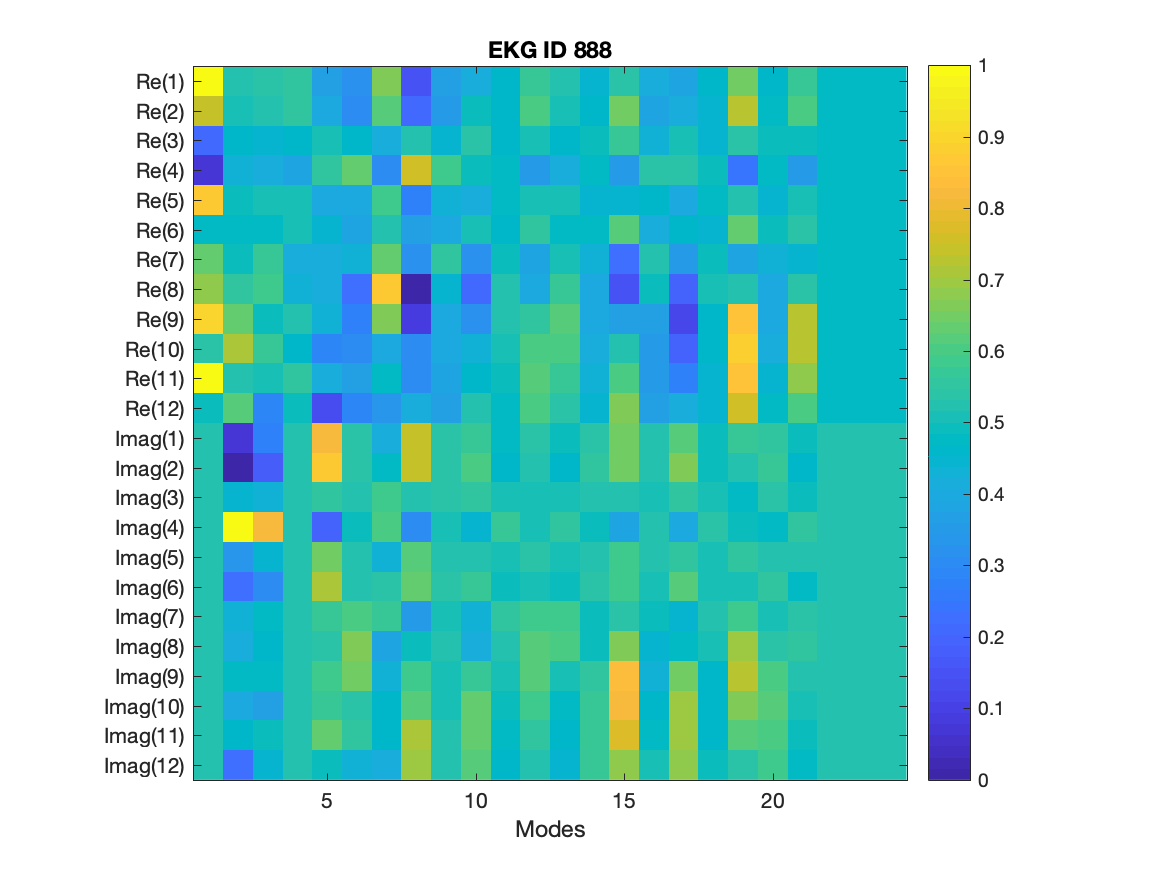 EKG ID 888
Re(1)
Re(2)
Re(3)
Re(4)
Re(5)
Re(6)
Re(7)
Re(8)
Re(9)
Re(10)
Re(11)
Re(12)
Imag(1)
Imag(2)
Imag(3)
Imag(4)
Imag(5)
Imag(6)
Imag(7)
Imag(8)
Imag(9)
Imag(10)
Imag(11)
Imag(12)
5 10 15 20
Modes
1
0.9
0.8
0.7
0.6
0.5
0.4
0.3
0.2
0.1
0